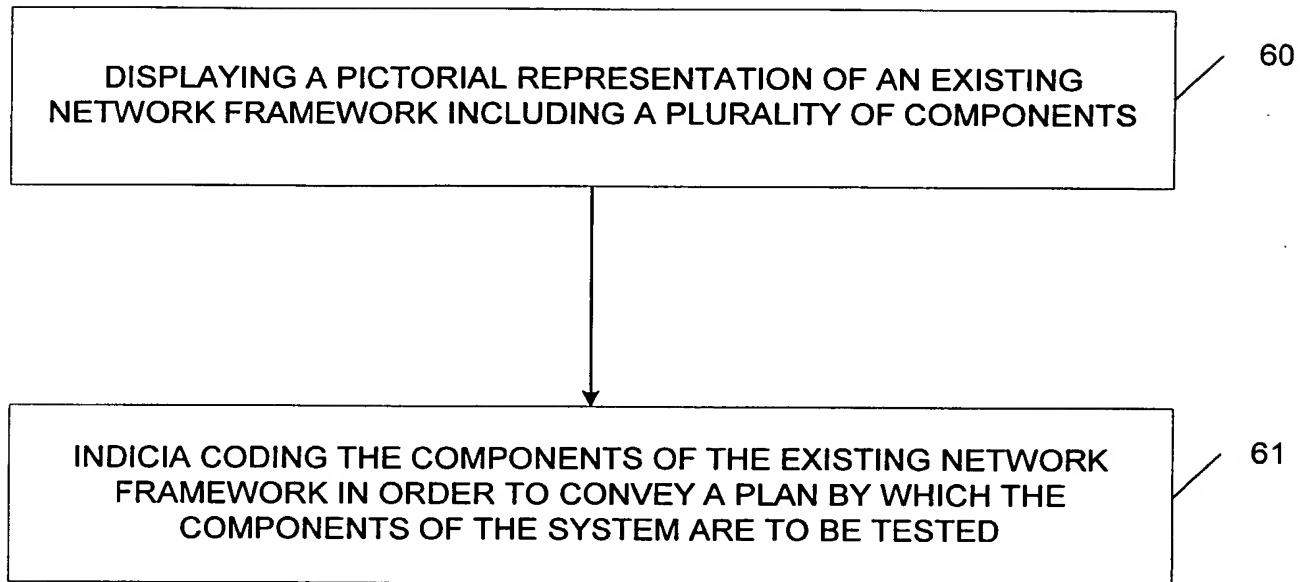 DISPLAYING A PICTORIAL REPRESENTATION OF AN EXISTING
NETWORK FRAMEWORK INCLUDING A PLURALITY OF COMPONENTS
60
INDICIA CODING THE COMPONENTS OF THE EXISTING NETWORK
FRAMEWORK IN ORDER TO CONVEY A PLAN BY WHICH THE
COMPONENTS OF THE SYSTEM ARE TO BE TESTED
61